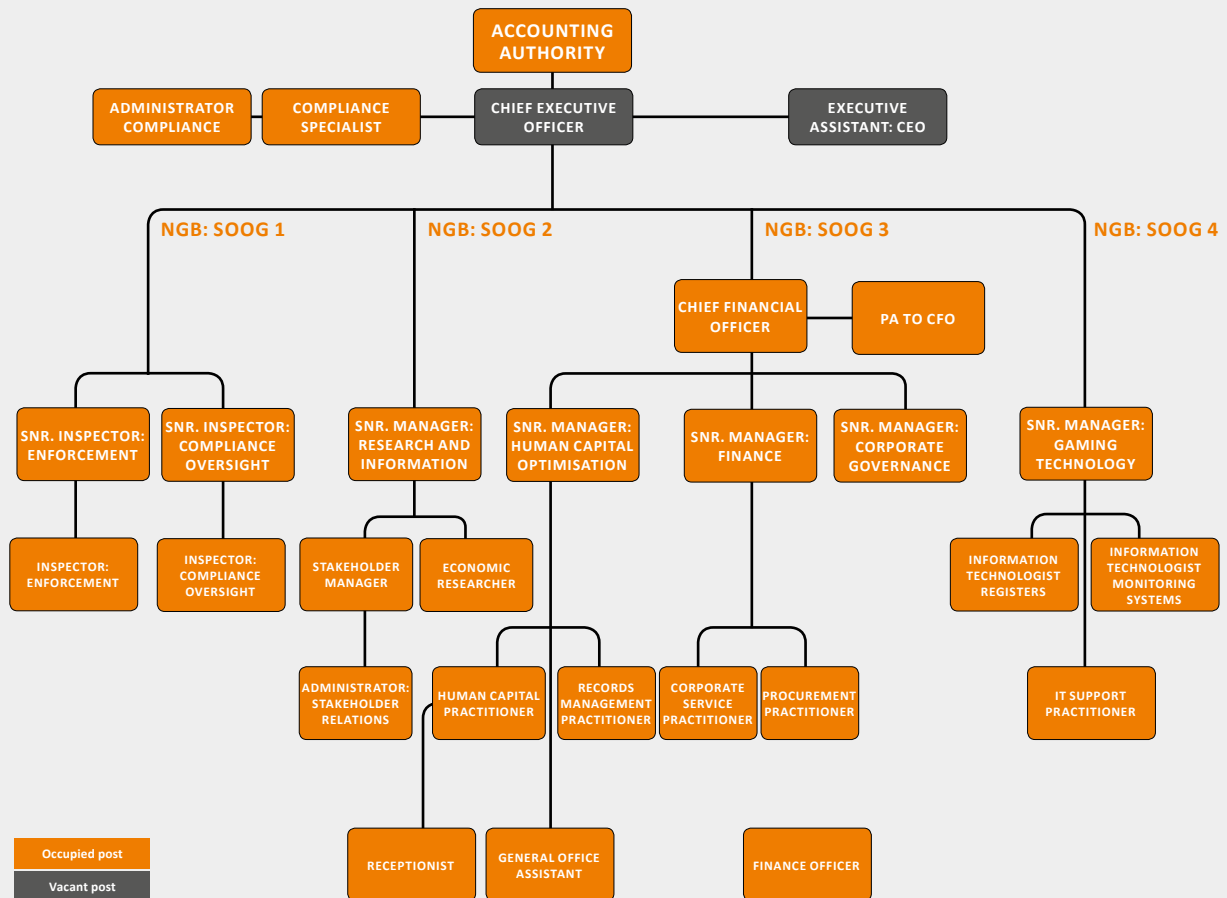 ACCOUNTING
AUTHORITY
ADMINISTRATOR
COMPLIANCE
COMPLIANCE
SPECIALIST
CHIEF EXECUTIVE
OFFICER
EXECUTIVE
ASSISTANT: CEO
NGB: SOOG 1
NGB: SOOG 2
NGB: SOOG 3
NGB: SOOG 4
CHIEF FINANCIAL
OFFICER
PA TO CFO
SNR. INSPECTOR:
ENFORCEMENT
SNR. INSPECTOR:
COMPLIANCE
OVERSIGHT
SNR. MANAGER:
RESEARCH AND
INFORMATION
SNR. MANAGER:
HUMAN CAPITAL
OPTIMISATION
SNR. MANAGER:
FINANCE
SNR. MANAGER:
CORPORATE
GOVERNANCE
SNR. MANAGER:
GAMING
TECHNOLOGY
INSPECTOR:
ENFORCEMENT
INSPECTOR:
COMPLIANCE
OVERSIGHT
STAKEHOLDER
MANAGER
ECONOMIC
RESEARCHER
INFORMATION
TECHNOLOGIST
REGISTERS
INFORMATION
TECHNOLOGIST
MONITORING
SYSTEMS
ADMINISTRATOR:
STAKEHOLDER
RELATIONS
HUMAN CAPITAL
PRACTITIONER
RECORDS
MANAGEMENT
PRACTITIONER
CORPORATE
SERVICE
PRACTITIONER
PROCUREMENT
PRACTITIONER
IT SUPPORT
PRACTITIONER
RECEPTIONIST
GENERAL OFFICE
ASSISTANT
FINANCE OFFICER
Occupied post
Vacant post